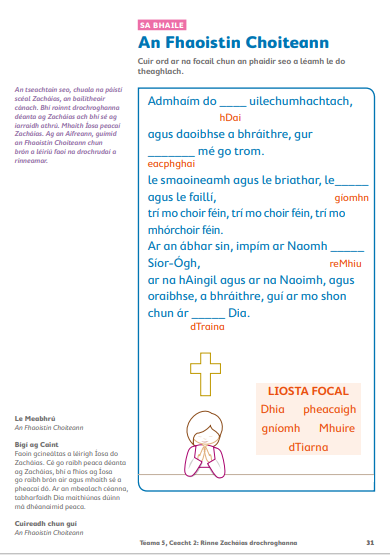 SA BHAILE
An Fhaoistin Choiteann
Cuir ord ar na focail chun an phaidir seo a léamh le do
theaghlach.
An tseachtain seo, chuala na páistí
scéal Zacháias, an bailitheoir
cánach. Bhí roinnt drochroghanna
déanta ag Zacháias ach bhí sé ag
iarraidh athrú. Mhaith Íosa peacaí
Zacháias. Ag an Aifreann, guímid
an Fhaoistin Choiteann chun
brón a léiriú faoi na drochrudaí a
rinneamar.
Admhaím do ____ uilechumhachtach,
hDai
agus daoibhse a bhráithre, gur
_______ mé go trom.
eacphghai
le smaoineamh agus le briathar, le_____
agus le faillí,
gíomhn
trí mo choir féin, trí mo choir féin, trí mo
mhórchoir féin.
Ar an ábhar sin, impím ar Naomh _____
Síor-Ógh,
reMhiu
ar na hAingil agus ar na Naoimh, agus
oraibhse, a bhráithre, guí ar mo shon
chun ár _____ Dia.
dTraina
LIOSTA FOCAL
Dhia pheacaigh
gníomh Mhuire
dTiarna
Le Meabhrú
An Fhaoistin Choiteann
Bígí ag Caint
Faoin gcineáltas a léirigh Íosa do
Zacháias. Cé go raibh peaca déanta
ag Zacháias, bhí a fhios ag Íosa
go raibh brón air agus mhaith sé a
pheacaí dó. Ar an mbealach céanna,
tabharfaidh Dia maithiúnas dúinn
má dhéanaimid peaca.
Cuireadh chun guí
An Fhaoistin Choiteann
Téama 5, Ceacht 2: Rinne Zacháias drochroghanna
31